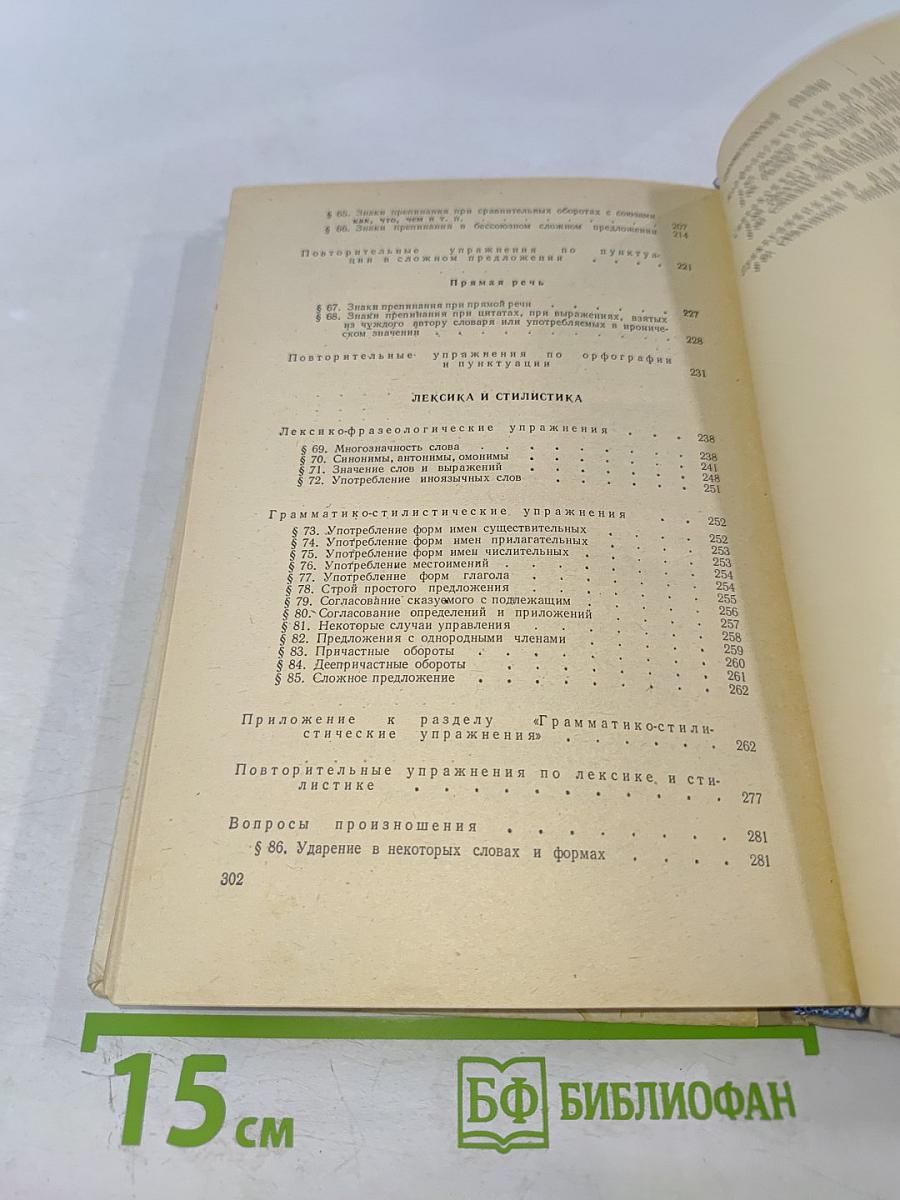 § 65. Знаки препинания при сравнительных оборотах с союзами
как, что, чем и т. п. . . . . . . . 207
§ 66. Знаки препинания в бессоюзном сложном предложении 214
Повторительные упражнения по пунктуа-
ции в сложном предложении . . . . 221
Прямая речь
§ 67. Знаки препинания при прямой речи . . . . . . 227
§ 68. Знаки препинания при цитатах, при выражениях, взятых
из чуждого автору словаря или употребляемых в ирониче-
ском значении . . . . . . . . 228
Повторительные упражнения по орфографии
и пунктуации 231
ЛЕКСИКА И СТИЛИСТИКА
Лексико-фразеологические упражнения . . . 238
§ 69. Многозначность слова . . . . . . . 238
§ 70. Синонимы, антонимы, омонимы . . . . . . 241
§ 71. Значение слов и выражений . . . . . . 248
§ 72. Употребление иноязычных слов . . . . . 251
Грамматико-стилистические упражнения . . 252
§ 73. Употребление форм имен существительных . . . . 252
§ 74. Употребление форм имен прилагательных . . . . 253
§ 75. Употребление форм имен числительных . . . . 253
§ 76. Употребление местоимений . . . . . . 254
§ 77. Употребление форм глагола . . . . . . 254
§ 78. Строй простого предложения . . . . . . 255
§ 79. Согласование сказуемого с подлежащим . . . . 256
§ 80. Согласование определений и приложений . . . . 257
§ 81. Некоторые случаи управления . . . . . . 258
§ 82. Предложения с однородными членами . . . . 259
§ 83. Причастные обороты . . . . . . . 260
§ 84. Деепричастные обороты . . . . . . 261
§ 85. Сложное предложение . . . . . . . 262
Приложение к разделу «Грамматико-стили-
стические упражнения» . . . . . . 262
Повторительные упражнения по лексике и сти-
листике . . . . . . . . . . . 277
Вопросы произношения . . . . . . . . 281
§ 86. Ударение в некоторых словах и формах . . . . 281
302
15 см
БФ БИБЛИОФАН